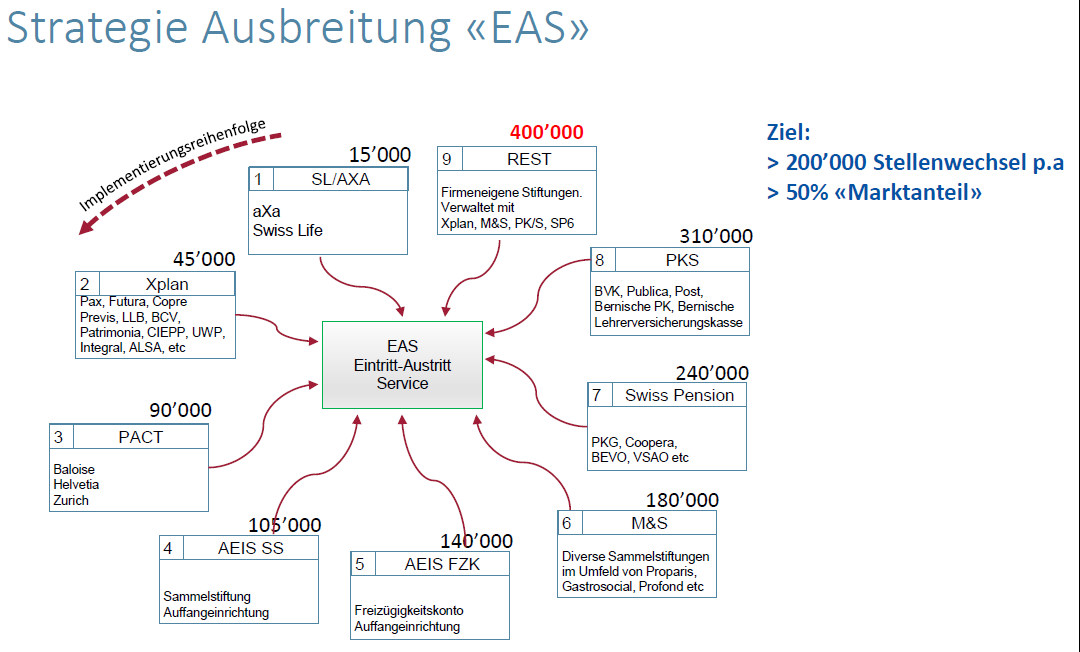 Strategie Ausbreitung «EAS»
Implementierungsreihenfolge
Ziel:
> 200’000 Stellenwechsel p.a
> 50% «Marktanteil»
15’000
1 SL/AXA
aXa
Swiss Life
45’000
2 Xplan
Pax, Futura, Copre
Previs, LLB, BCV,
Patrimonia, CIEPP, UWP,
Integral, ALSA, etc
90’000
3 PACT
Baloise
Helvetia
Zurich
105’000
4 AEIS SS
Sammelstiftung
Auffangeinrichtung
140’000
5 AEIS FZK
Freizügigkeitskonto
Auffangeinrichtung
180’000
6 M&S
Diverse Sammelstiftungen
im Umfeld von Proparis,
Gastrosocial, Profond etc
240’000
7 Swiss Pension
PKG, Coopera,
BEVO, VSAO etc
310’000
8 PKS
BVK, Publica, Post,
Bernische PK, Bernische
Lehrerversicherungskasse
400’000
9 REST
Firmeneigene Stiftungen.
Verwaltet mit
Xplan, M&S, PK/S, SP6
EAS
Eintritt-Austritt
Service